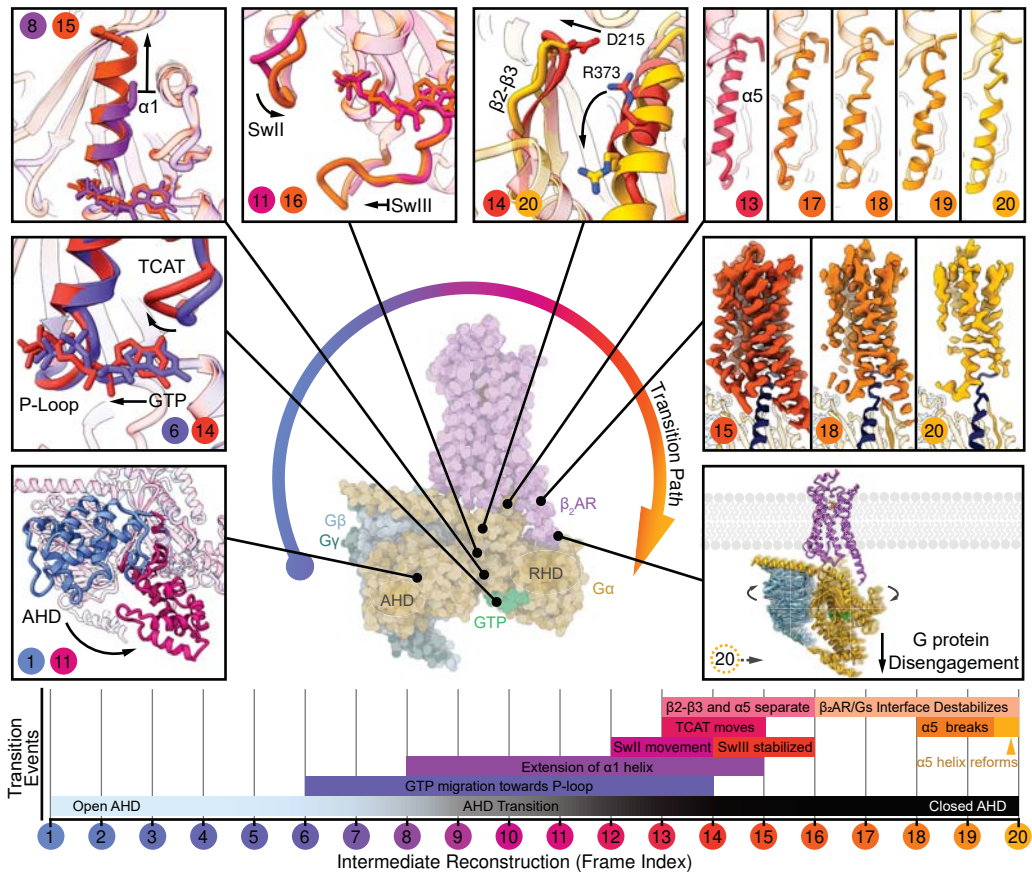 8 15
α1
SwII
SwIII
11 16
β2-β3
D215
R373
14 20
α5
13 17 18 19 20
TCAT
P-Loop
GTP
6 14
15 18 20
AHD
1 11
Transition Path
β₂AR
Gβ
Gγ
AHD
RHD
Gα
GTP
20
G protein
Disengagement
Transition
Events
β2-β3 and α5 separate
β₂AR/Gs Interface Destabilizes
TCAT moves
α5 breaks
SwII movement
SwIII stabilized
α5 helix reforms
Extension of α1 helix
GTP migration towards P-loop
Open AHD
AHD Transition
Closed AHD
1 2 3 4 5 6 7 8 9 10 11 12 13 14 15 16 17 18 19 20
Intermediate Reconstruction (Frame Index)